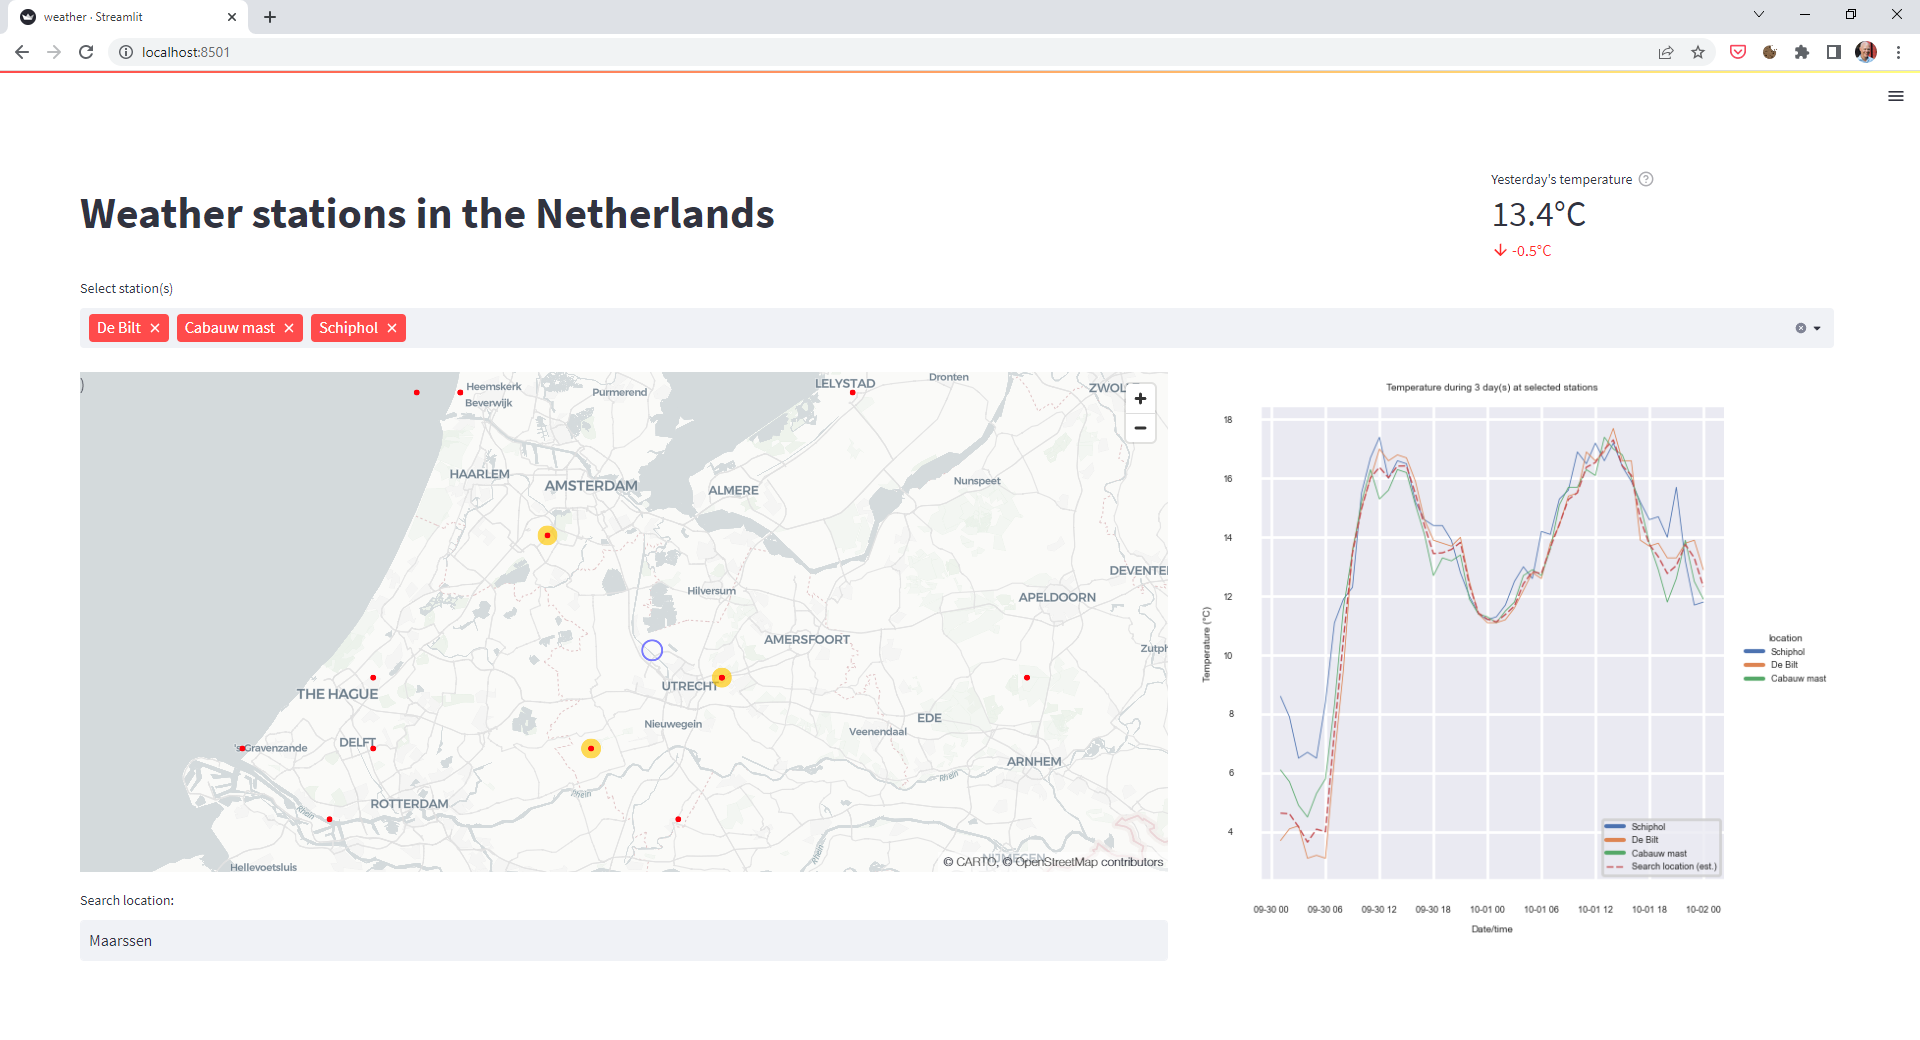 weather · Streamlit
localhost:8501
Yesterday's temperature
Weather stations in the Netherlands
13.4°C
-0.5°C
Select station(s)
De Bilt
Cabauw mast
Schiphol
Heemskerk
Beverwijk
Purmerend
LELYSTAD
Dronten
HAARLEM
AMSTERDAM
ALMERE
Nunspeet
Hilversum
APELDOORN
AMERSFOORT
THE HAGUE
UTRECHT
Nieuwegein
EDE
Veenendaal
's Gravenzande
DELFT
ARNHEM
Rhein
Rhein
Rhein
Rhein
ROTTERDAM
Hellevoetsluis
NIJMEGEN
© CARTO, © OpenStreetMap contributors
Search location:
Maarssen
Temperature during 3 day(s) at selected stations
18
16
14
12
10
8
6
4
Temperature (°C)
Schiphol
De Bilt
Cabauw mast
Search location (est.)
09-30 00
09-30 06
09-30 12
09-30 18
10-01 00
10-01 06
10-01 12
10-01 18
10-02 00
Date/time
location
Schiphol
De Bilt
Cabauw mast